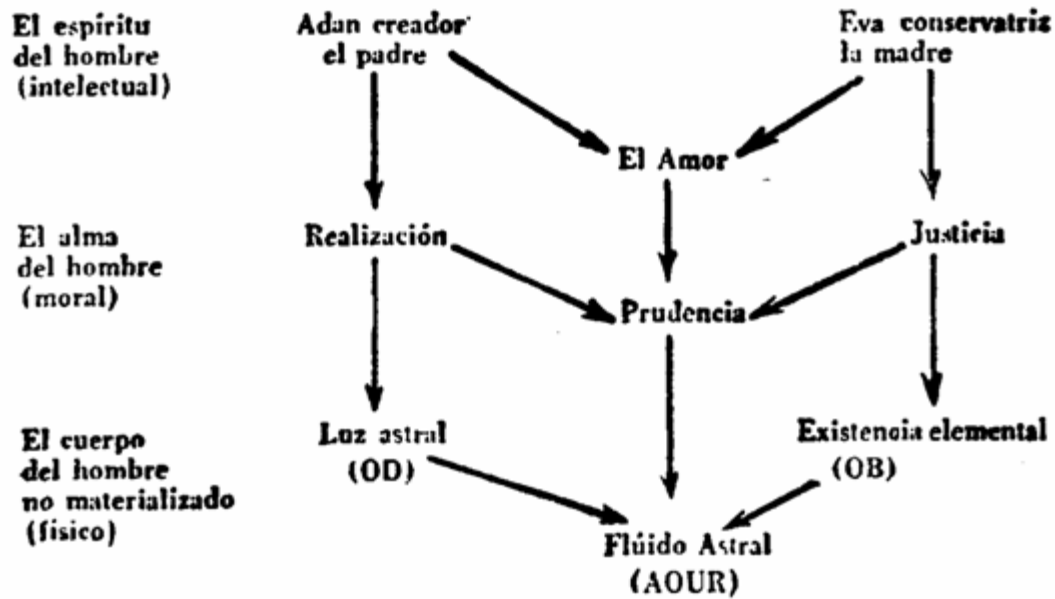 El espíritu
del hombre
(intelectual)
Adan creador
el padre
Eva conservatriz
la madre
El Amor
El alma
del hombre
(moral)
Realización
Justicia
Prudencia
El cuerpo
del hombre
no materializado
(físico)
Luz astral
(OD)
Existencia elemental
(OB)
Flúido Astral
(AOUR)